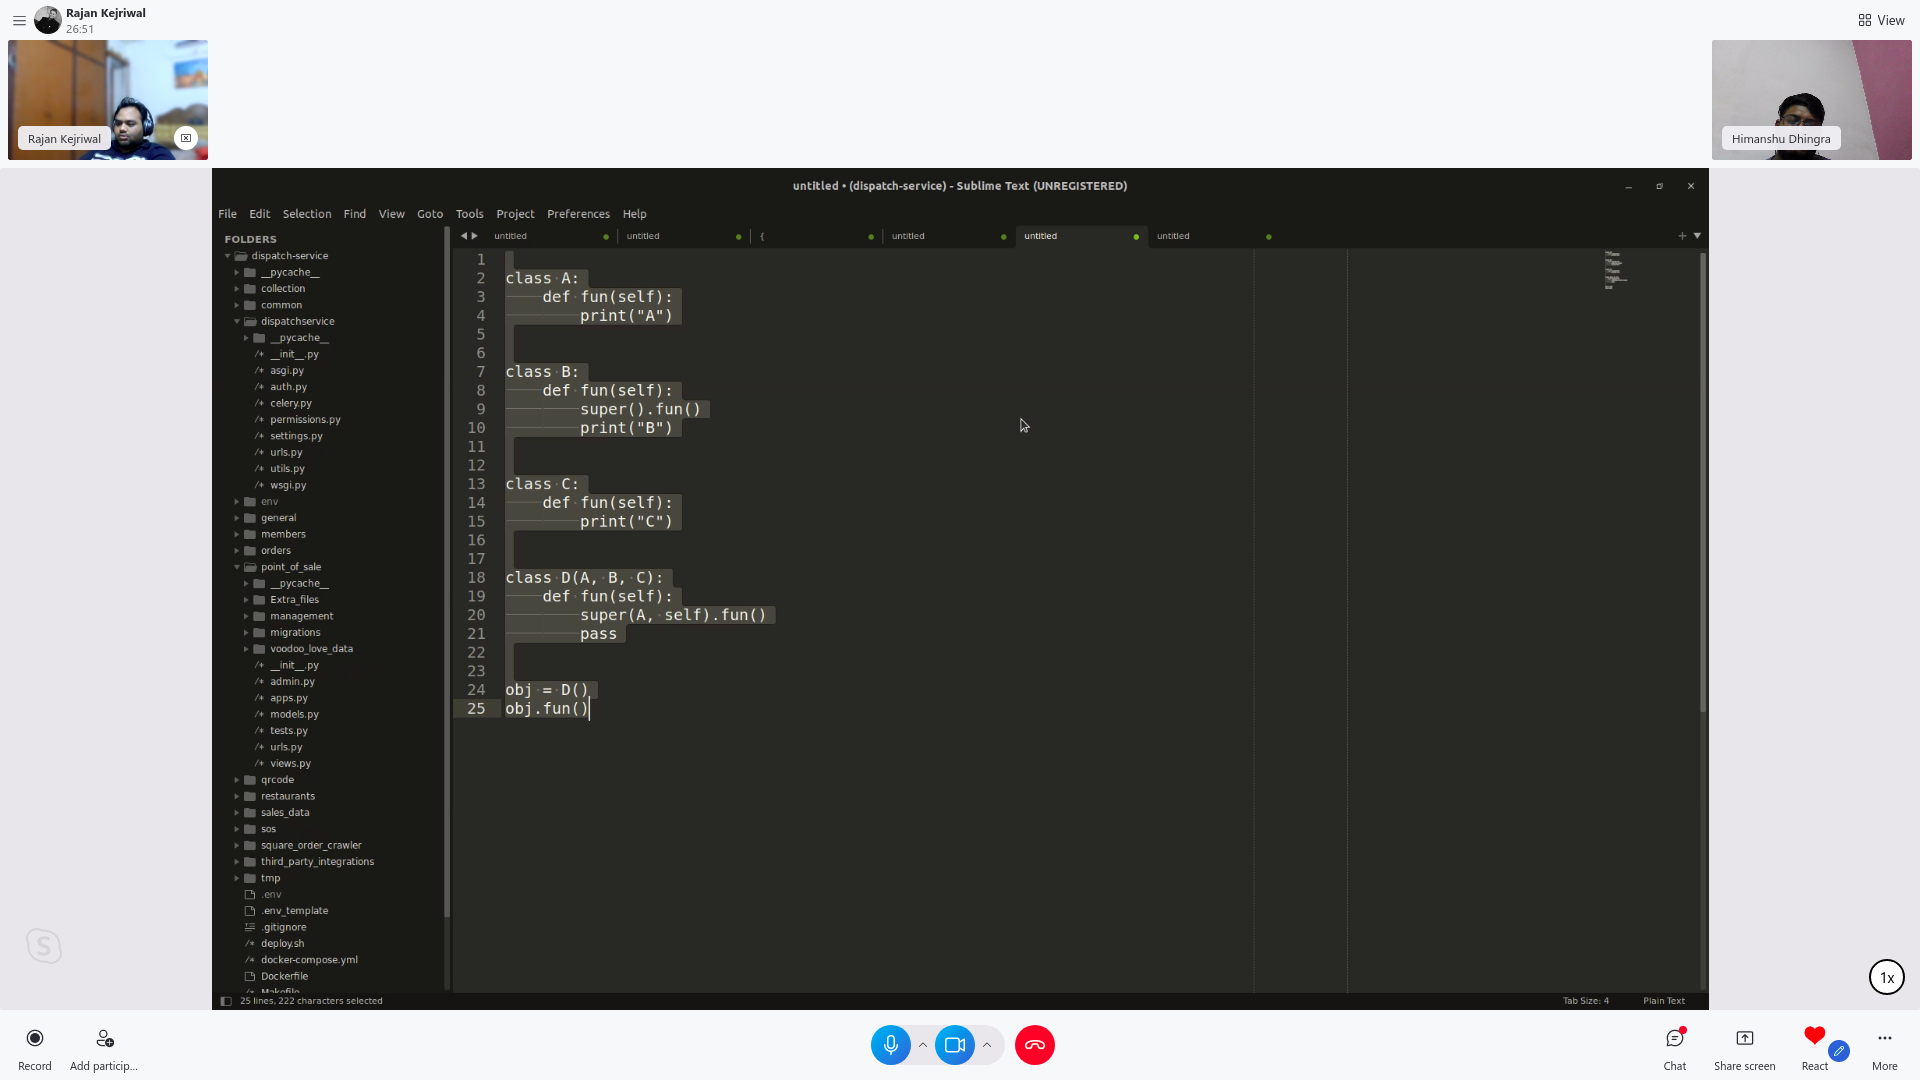 Rajan Kejriwal
26:51
View
Rajan Kejriwal
Himanshu Dhingra
untitled • (dispatch-service) - Sublime Text (UNREGISTERED)
File Edit Selection Find View Goto Tools Project Preferences Help
FOLDERS
dispatch-service
__pycache__
collection
common
dispatchservice
__pycache__
__init__.py
asgi.py
auth.py
celery.py
permissions.py
settings.py
urls.py
utils.py
wsgi.py
env
general
members
orders
point_of_sale
__pycache__
Extra_files
management
migrations
voodoo_love_data
__init__.py
admin.py
apps.py
models.py
tests.py
urls.py
views.py
qrcode
restaurants
sales_data
sos
square_order_crawler
third_party_integrations
tmp
.env
.env_template
.gitignore
deploy.sh
docker-compose.yml
Dockerfile
Makefile
untitled untitled { untitled untitled untitled
1
2 class A:
3 def fun(self):
4 print("A")
5
6
7 class B:
8 def fun(self):
9 super().fun()
10 print("B")
11
12
13 class C:
14 def fun(self):
15 print("C")
16
17
18 class D(A, B, C):
19 def fun(self):
20 super(A, self).fun()
21 pass
22
23
24 obj = D()
25 obj.fun()
25 lines, 222 characters selected
Tab Size: 4
Plain Text
1x
Record
Add particip...
Chat
Share screen
React
More